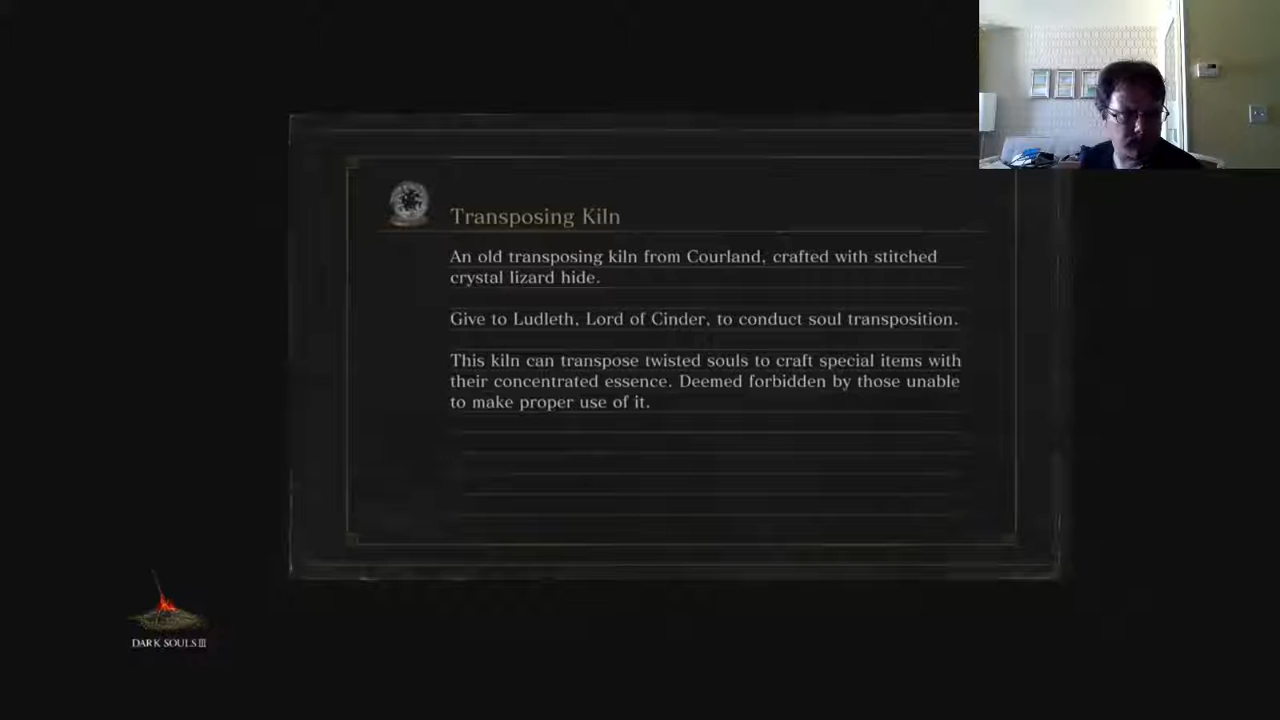 Transposing Kiln
An old transposing kiln from Courland, crafted with stitched
crystal lizard hide.
Give to Ludleth, Lord of Cinder, to conduct soul transposition.
This kiln can transpose twisted souls to craft special items with
their concentrated essence. Deemed forbidden by those unable
to make proper use of it.
DARK SOULS III